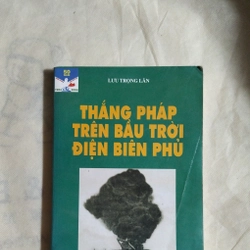 LƯU TRỌNG LÂN
THẮNG PHÁP
TRÊN BẦU TRỜI
ĐIỆN BIÊN PHỦ